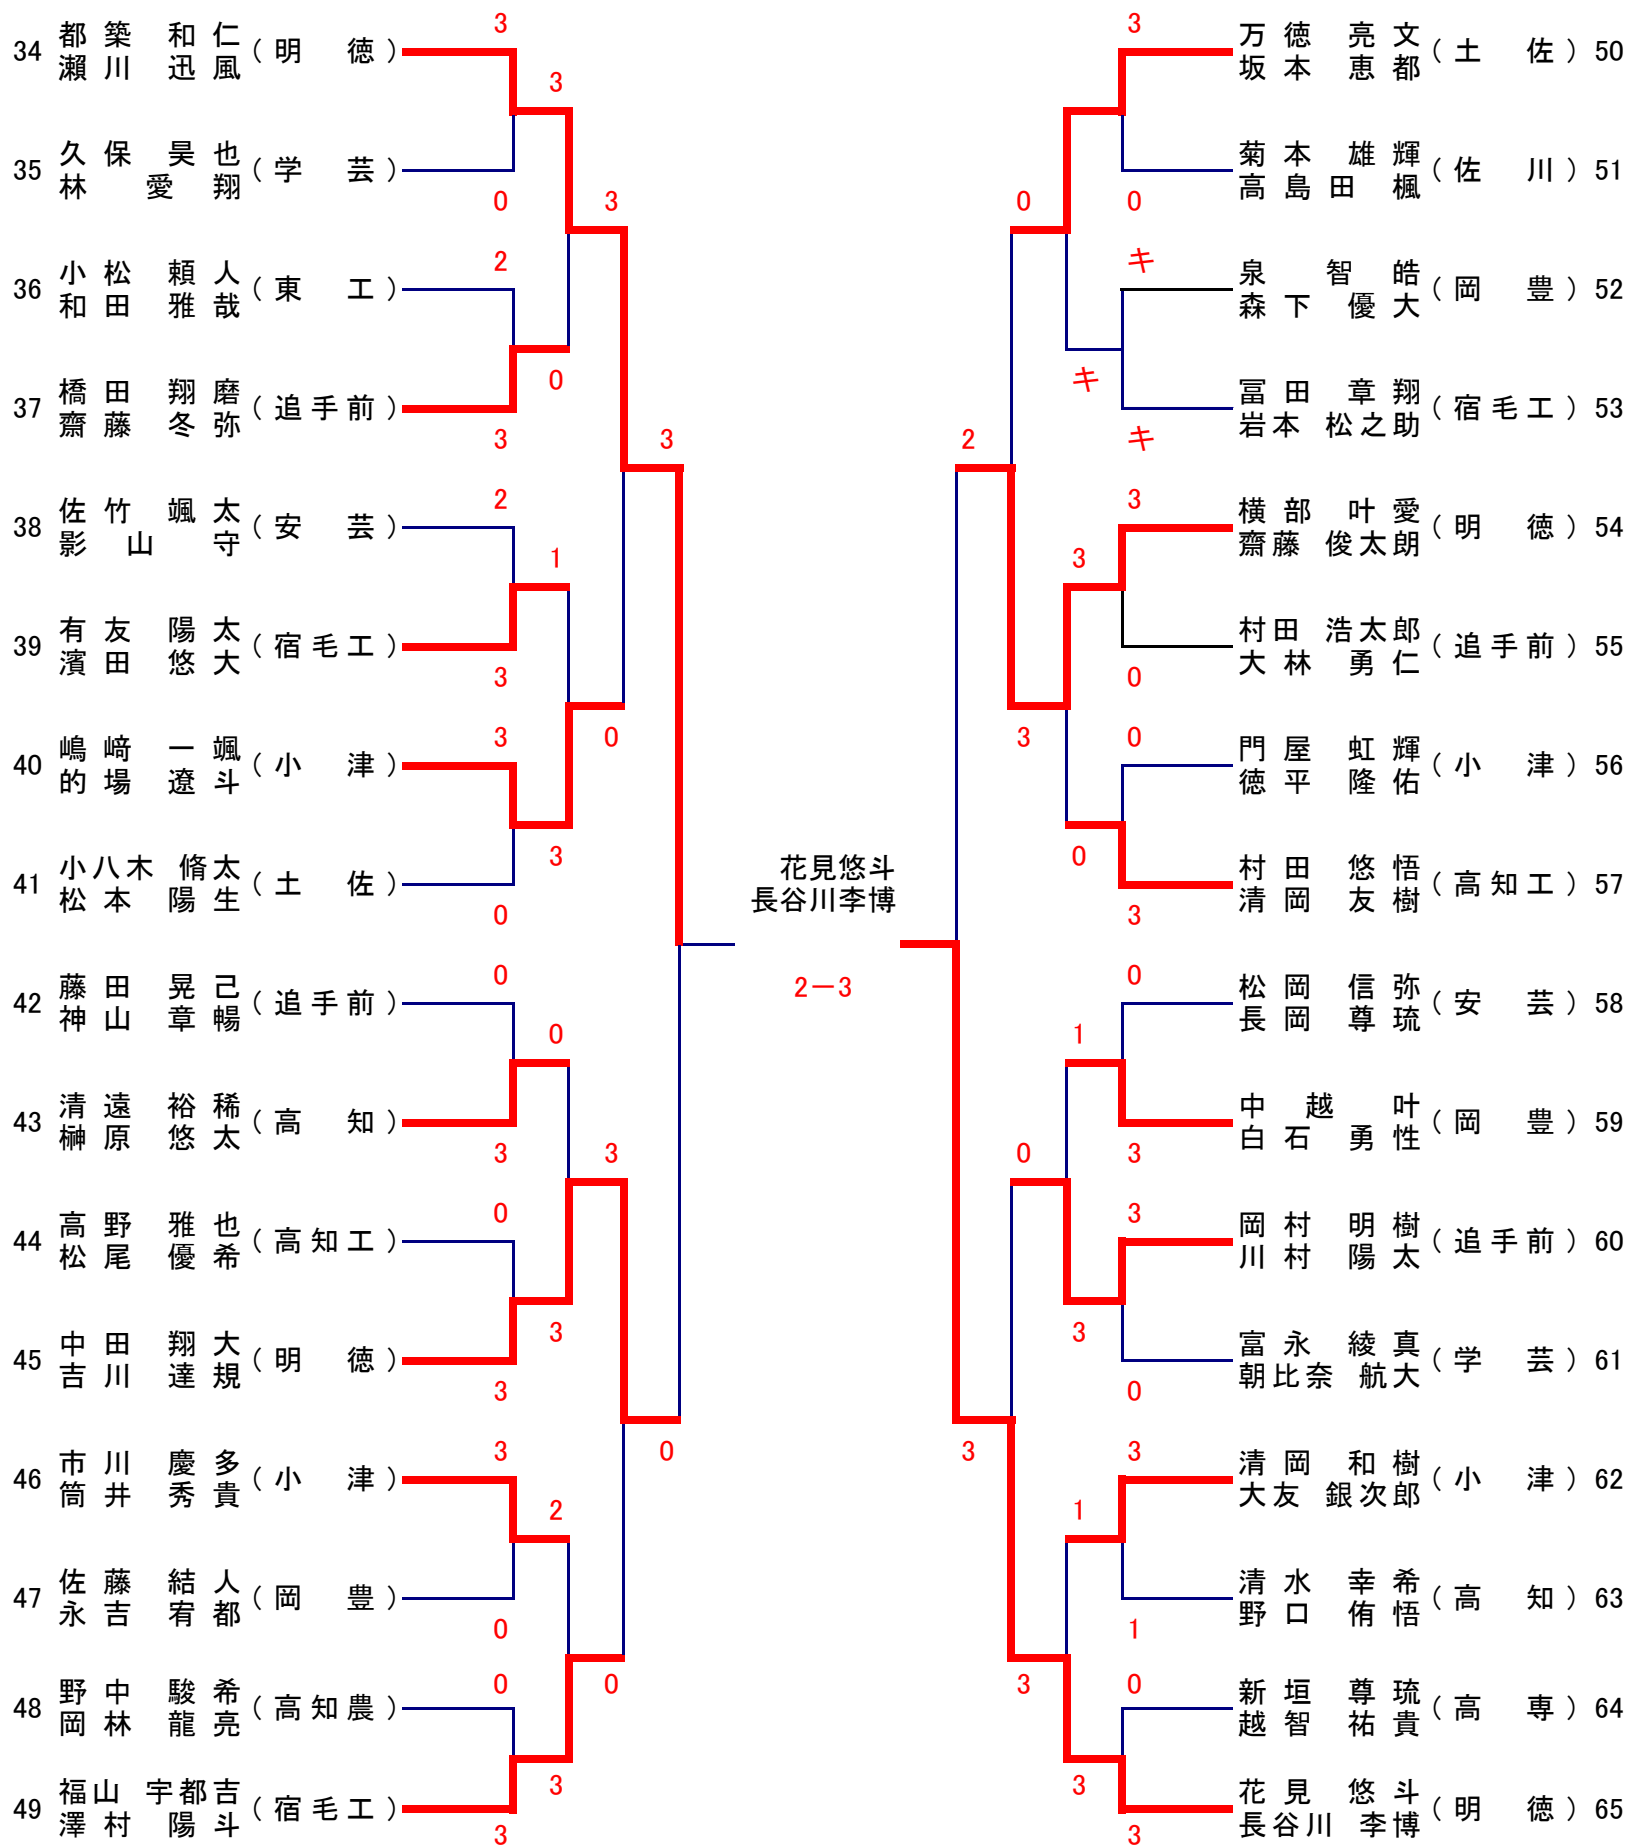 34 都築 和仁 (明 徳)
瀬川 迅風
35 久保 昊也 (学 芸)
林 愛翔
36 小松 頼人 (東 工)
和田 雅哉
37 橋田 翔磨 (追手前)
齋藤 冬弥
38 佐竹 颯太 (安 芸)
影山 守
39 有友 陽太 (宿毛工)
濱田 悠大
40 嶋﨑 一颯 (小 津)
的場 遼斗
41 小八木 脩太 (土 佐)
松本 陽生
42 藤田 晃己 (追手前)
神山 章暢
43 清遠 裕稀 (高 知)
榊原 悠太
44 高野 雅也 (高知工)
松尾 優希
45 中田 翔大 (明 徳)
吉川 達規
46 市川 慶多 (小 津)
筒井 秀貴
47 佐藤 結人 (岡 豊)
永吉 宥都
48 野中 駿希 (高知農)
岡林 龍亮
49 福山 宇都吉 (宿毛工)
澤村 陽斗
3
0
2
3
2
3
3
0
0
3
0
3
3
0
0
3
3
0
1
3
0
3
2
3
3
0
3
0
3
0
花見悠斗
長谷川李博
2－3
2
3
0
3
0
3
キ
3
0
1
3
1
3
3
0
キ
キ
3
0
0
3
0
3
3
0
3
1
0
3
万徳 亮文 (土 佐) 50
坂本 恵都
菊本 雄輝 (佐 川) 51
高島田 楓
泉 智皓 (岡 豊) 52
森下 優大
冨田 章翔 (宿毛工) 53
岩本 松之助
横部 叶愛 (明 徳) 54
齋藤 俊太朗
村田 浩太郎 (追手前) 55
大林 勇仁
門屋 虹輝 (小 津) 56
徳平 隆佑
村田 悠悟 (高知工) 57
清岡 友樹
松岡 信弥 (安 芸) 58
長岡 尊琉
中越 叶 (岡 豊) 59
白石 勇性
岡村 明樹 (追手前) 60
川村 陽太
富永 綾真 (学 芸) 61
朝比奈 航大
清岡 和樹 (小 津) 62
大友 銀次郎
清水 幸希 (高 知) 63
野口 侑悟
新垣 尊琉 (高 専) 64
越智 祐貴
花見 悠斗 (明 徳) 65
長谷川 李博